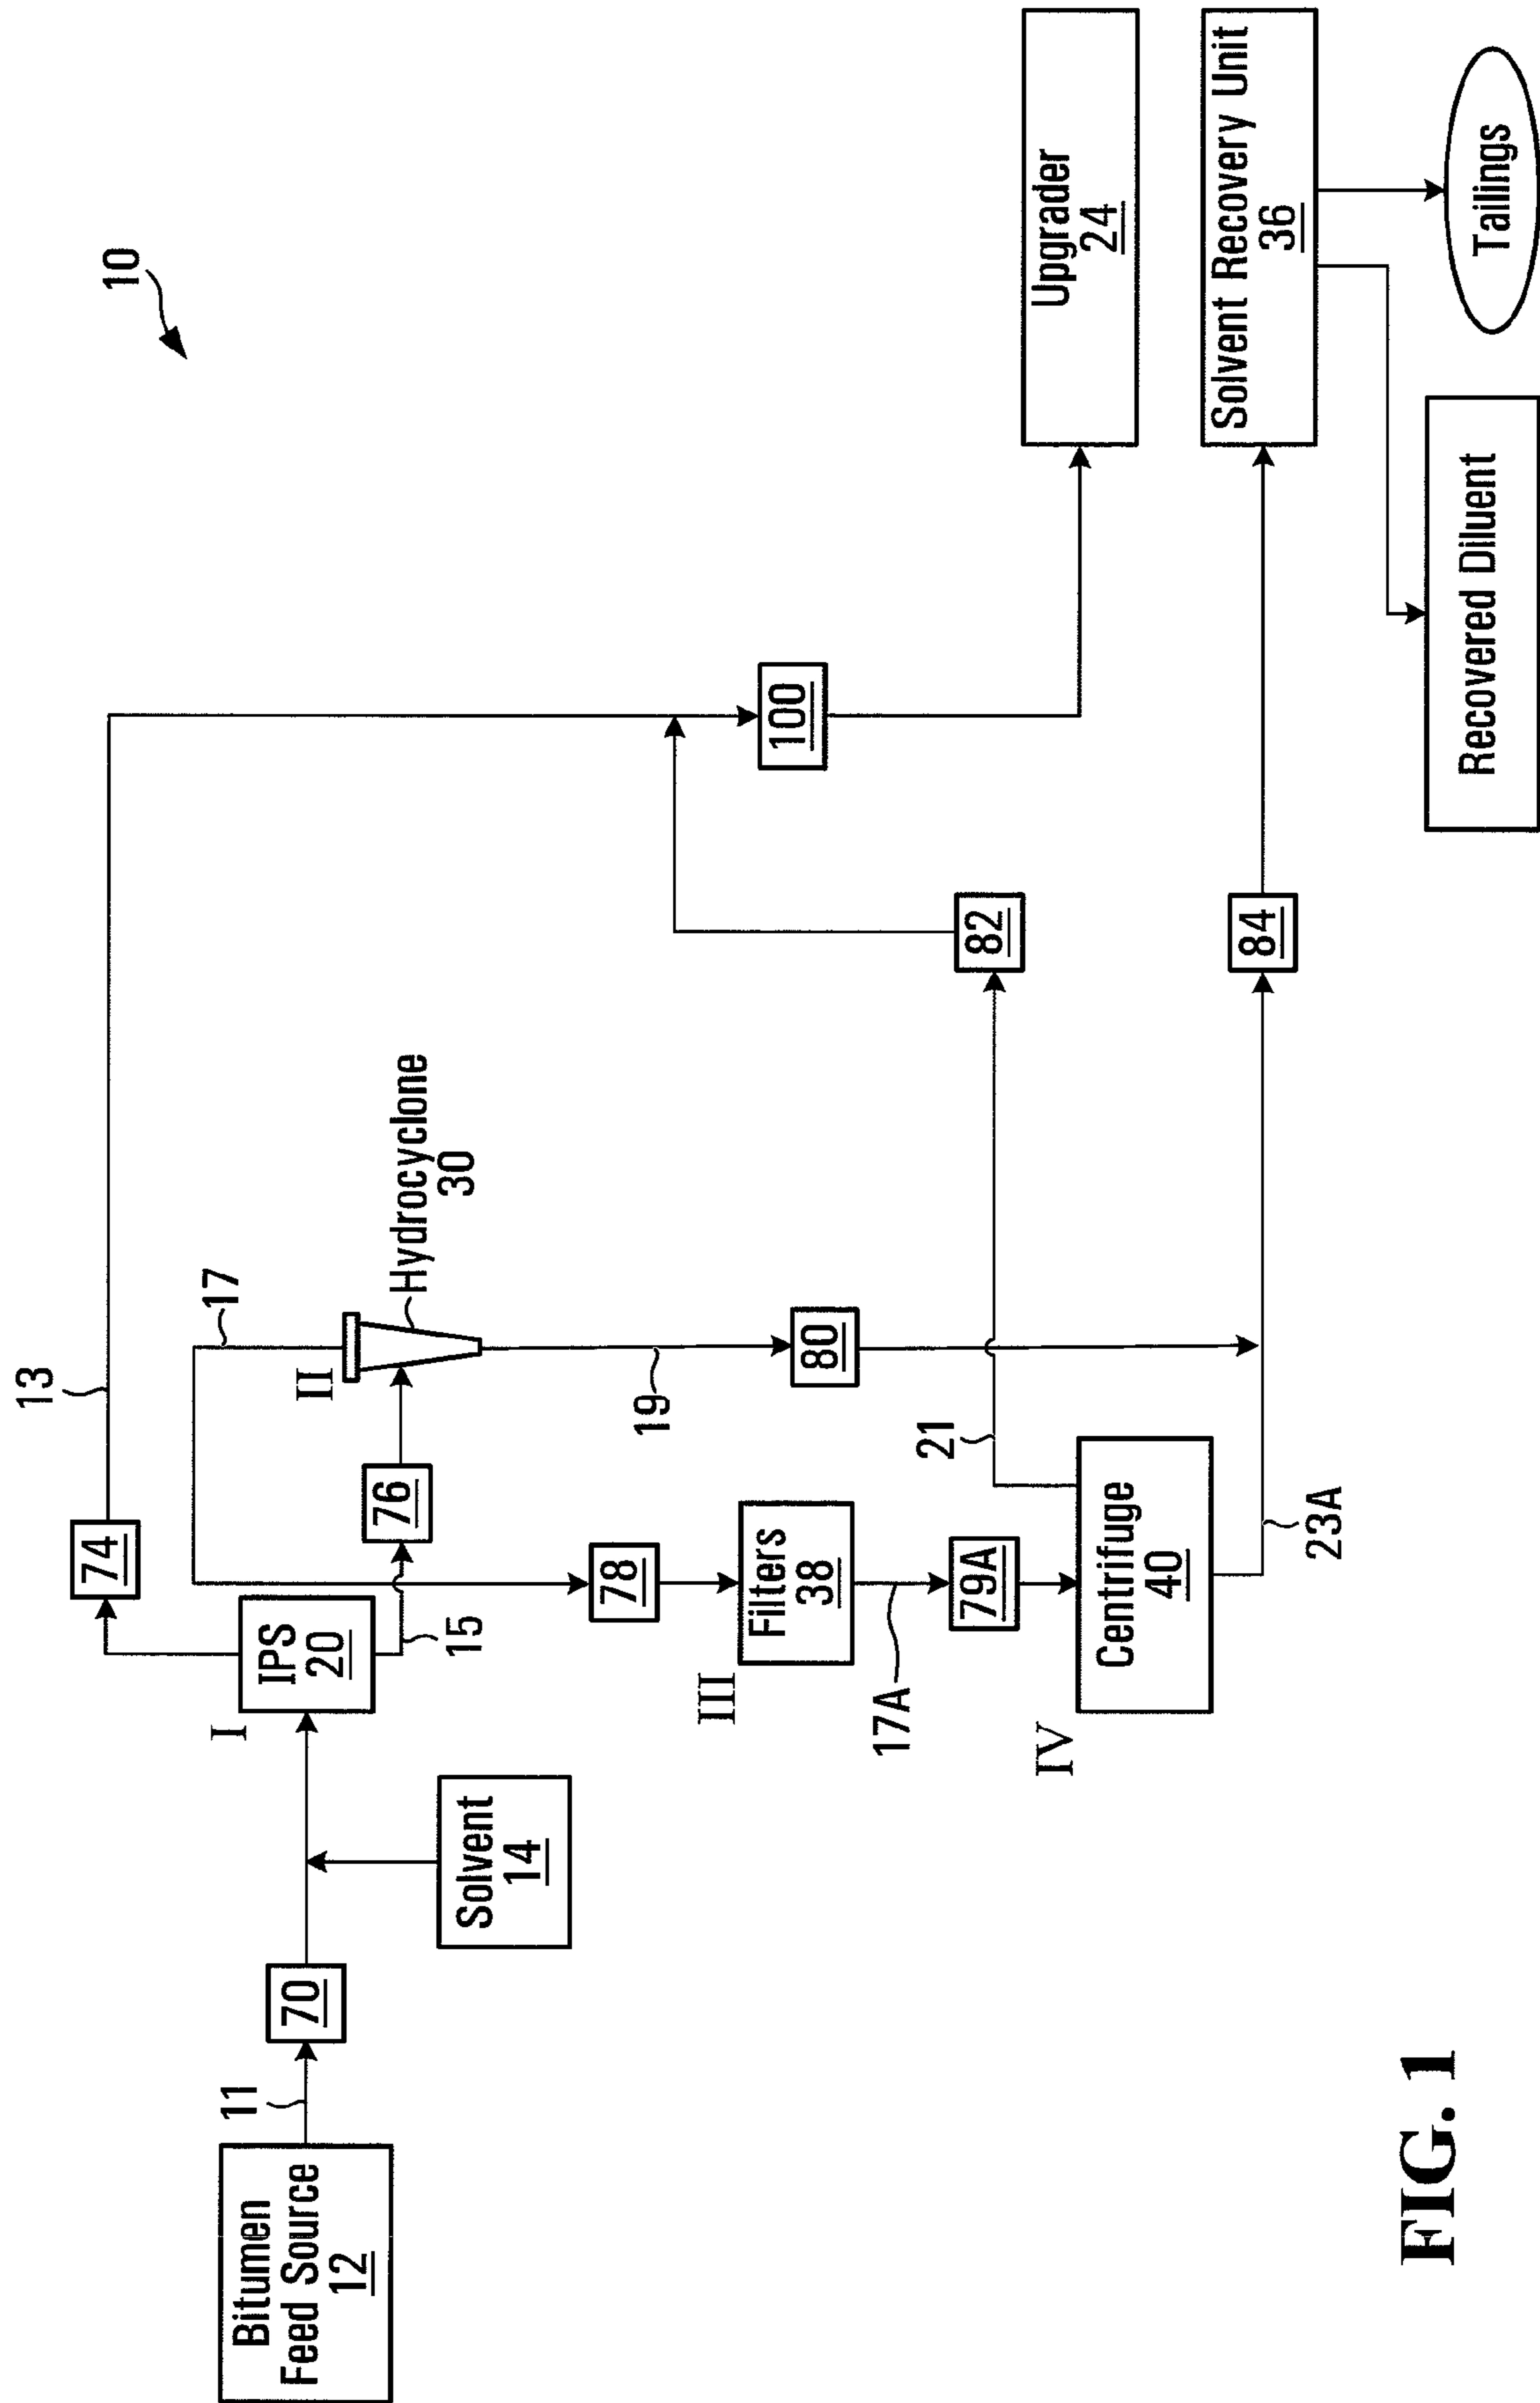 10
Bitumen
Feed Source
12
11
70
Solvent
14
I
IPS
20
74
13
15
76
17
II
Hydrocyclone
30
19
80
78
III
Filters
38
17A
79A
IV
Centrifuge
40
21
23A
82
84
100
Upgrader
24
Solvent Recovery Unit
36
Recovered Diluent
Tailings
FIG. 1